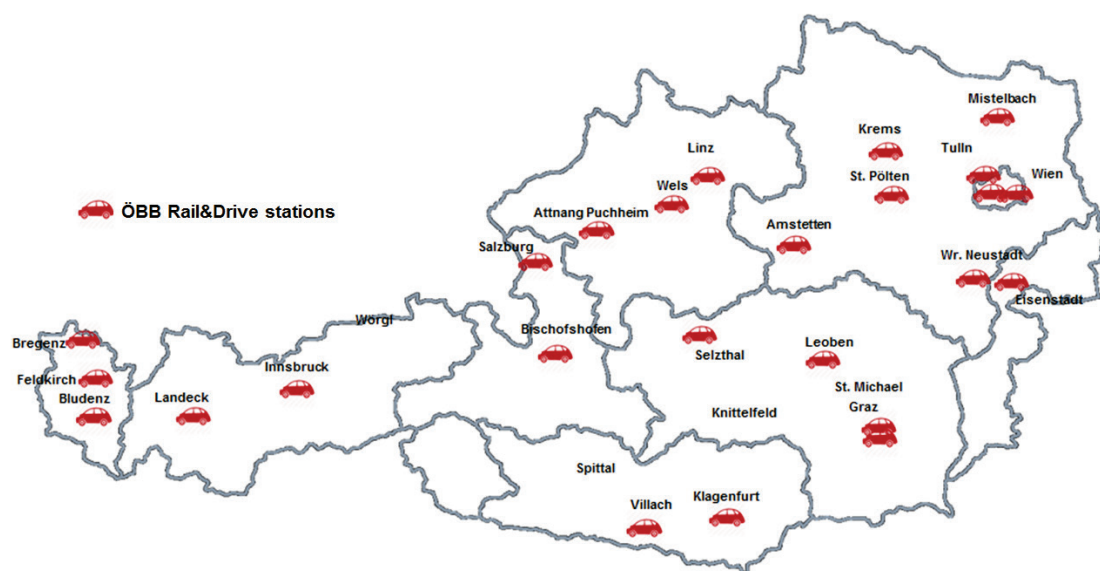 Mistelbach
Krems
Tulln
Linz
St. Pölten
Wien
Wels
ÖBB Rail&Drive stations
Attnang Puchheim
Amstetten
Salzburg
Wr. Neustadt
Eisenstadt
Wörgl
Bischofshofen
Bregenz
Selzthal
Leoben
Innsbruck
Feldkirch
St. Michael
Bludenz
Landeck
Knittelfeld
Graz
Spittal
Villach
Klagenfurt